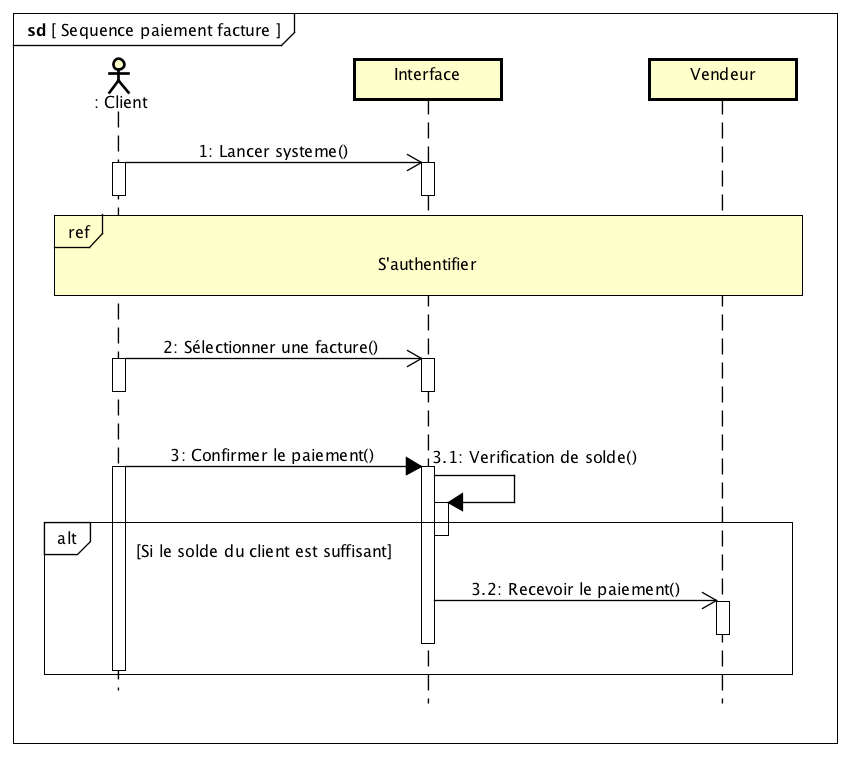 sd [ Sequence paiement facture ]
: Client
Interface
Vendeur
1: Lancer systeme()
ref
S'authentifier
2: Sélectionner une facture()
3: Confirmer le paiement()
3.1: Verification de solde()
alt
[Si le solde du client est suffisant]
3.2: Recevoir le paiement()